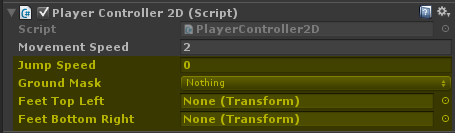 Player Controller 2D (Script)
Script PlayerController2D
Movement Speed 2
Jump Speed 0
Ground Mask Nothing
Feet Top Left None (Transform)
Feet Bottom Right None (Transform)